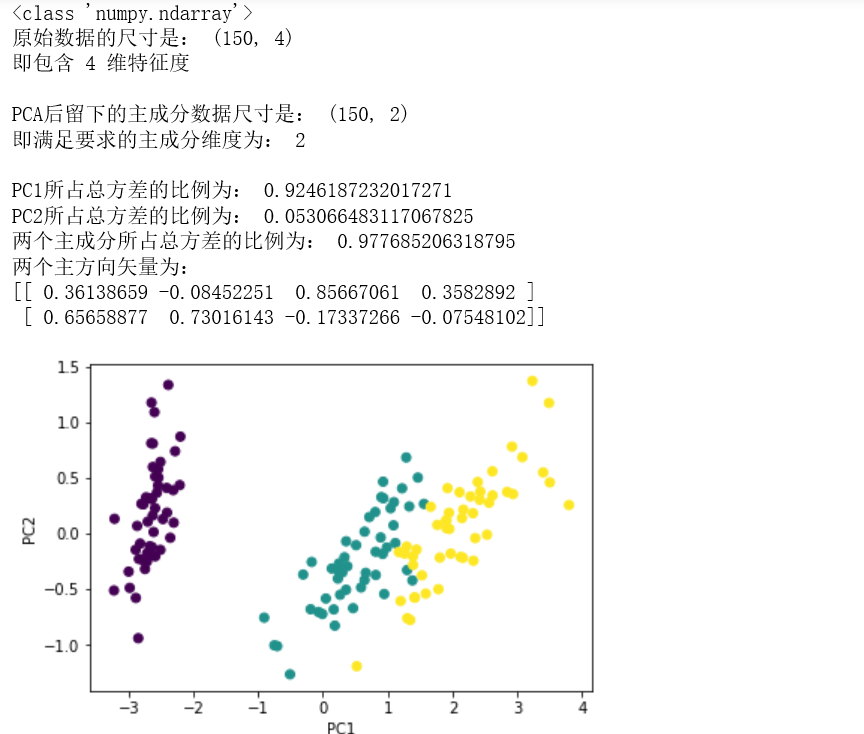 <class 'numpy.ndarray'>
原始数据的尺寸是： (150, 4)
即包含 4 维特征度
PCA后留下的主成分数据尺寸是： (150, 2)
即满足要求的主成分维度为： 2
PC1所占总方差的比例为： 0.9246187232017271
PC2所占总方差的比例为： 0.053066483117067825
两个主成分所占总方差的比例为： 0.977685206318795
两个主方向矢量为：
[[ 0.36138659 -0.08452251  0.85667061  0.3582892 ]
 [ 0.65658877  0.73016143 -0.17337266 -0.07548102]]
1.5
1.0
0.5
0.0
−0.5
−1.0
PC2
−3 −2 −1 0 1 2 3 4
PC1